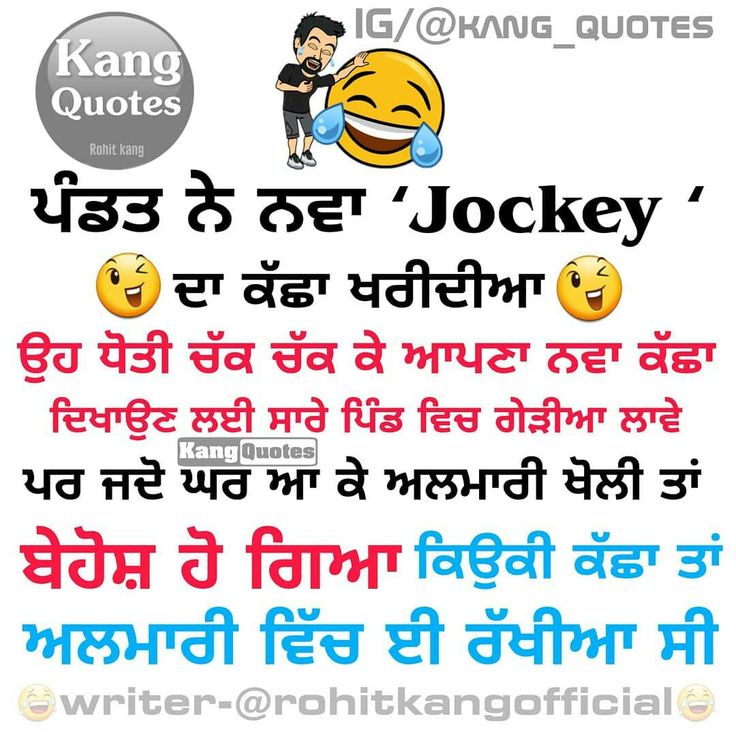 IG/@KANG_QUOTES
Kang
Quotes
Rohit kang
ਪੰਡਤ ਨੇ ਨਵਾ ‘Jockey ‘
ਦਾ ਕੱਛਾ ਖਰੀਦੀਆ
ਉਹ ਧੋਤੀ ਚੱਕ ਚੱਕ ਕੇ ਆਪਣਾ ਨਵਾ ਕੱਛਾ
ਦਿਖਾਉਣ ਲਈ ਸਾਰੇ ਪਿੰਡ ਵਿਚ ਗੇੜੀਆ ਲਾਵੇ
Kang Quotes
ਪਰ ਜਦੋ ਘਰ ਆ ਕੇ ਅਲਮਾਰੀ ਖੋਲੀ ਤਾਂ
ਬੇਹੋਸ਼ ਹੋ ਗਿਆ ਕਿਉਕੀ ਕੱਛਾ ਤਾਂ
ਅਲਮਾਰੀ ਵਿੱਚ ਈ ਰੱਖੀਆ ਸੀ
writer-@rohitkangofficial